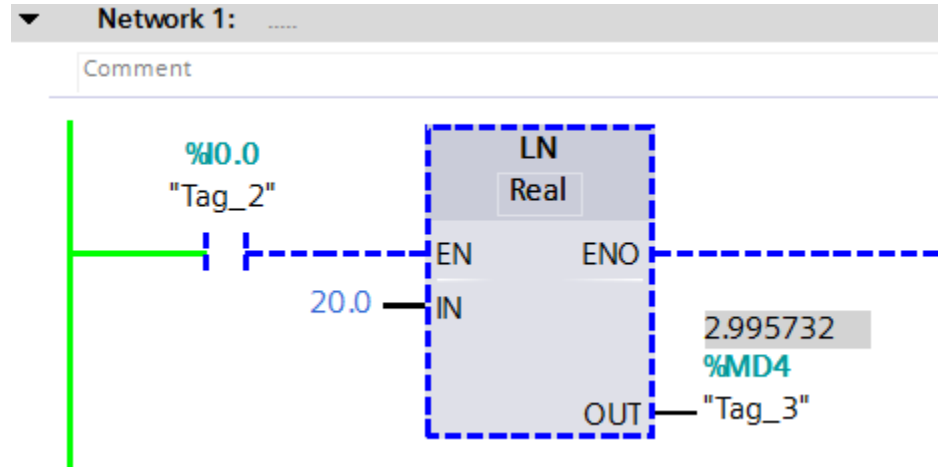 Network 1: .....
Comment
%I0.0
"Tag_2"
LN
Real
EN ENO
20.0 IN
2.995732
%MD4
OUT "Tag_3"